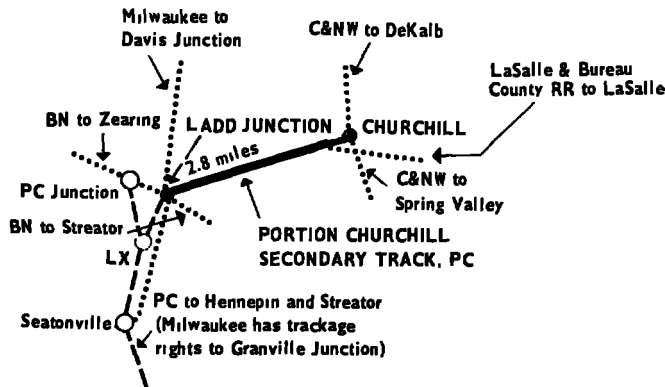 Milwaukee to
Davis Junction
C&NW to DeKalb
LaSalle & Bureau
County RR to LaSalle
BN to Zearing
LADD JUNCTION
CHURCHILL
2.8 miles
PC Junction
C&NW to
Spring Valley
BN to Streator
PORTION CHURCHILL
SECONDARY TRACK, PC
LX
Seatonville
PC to Hennepin and Streator
(Milwaukee has trackage
rights to Granville Junction)